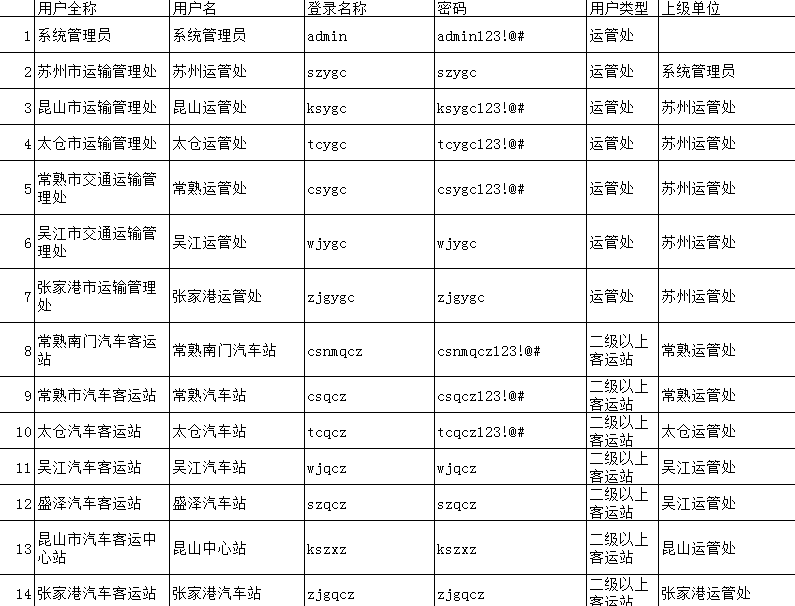 用户全称 用户名 登录名称 密码 用户类型 上级单位
1 系统管理员 系统管理员 admin admin123!@# 运管处
2 苏州市运输管理处 苏州运管处 szygc szygc 运管处 系统管理员
3 昆山市运输管理处 昆山运管处 ksygc ksygc123!@# 运管处 苏州运管处
4 太仓市运输管理处 太仓运管处 tcygc tcygc123!@# 运管处 苏州运管处
常熟市交通运输管
5 常熟运管处 csygc csygc123!@# 运管处 苏州运管处
理处
吴江市交通运输管
6 吴江运管处 wjygc wjygc 运管处 苏州运管处
理处
张家港市运输管理
7 张家港运管处 zjgygc zjgygc 运管处 苏州运管处
处
常熟南门汽车客运 二级以上
8 常熟南门汽车站 csnmqcz csnmqcz123!@# 常熟运管处
站 客运站
二级以上
9 常熟市汽车客运站 常熟汽车站 csqcz csqcz123!@# 常熟运管处
客运站
二级以上
10 太仓汽车客运站 太仓汽车站 tcqcz tcqcz123!@# 太仓运管处
客运站
二级以上
11 吴江汽车客运站 吴江汽车站 wjqcz wjqcz 吴江运管处
客运站
二级以上
12 盛泽汽车客运站 盛泽汽车站 szqcz szqcz 吴江运管处
客运站
昆山市汽车客运中 二级以上
13 昆山中心站 kszxz kszxz 昆山运管处
心站 客运站
二级以上
14 张家港汽车客运站 张家港汽车站 zjgqcz zjgqcz 张家港运管处
客运站